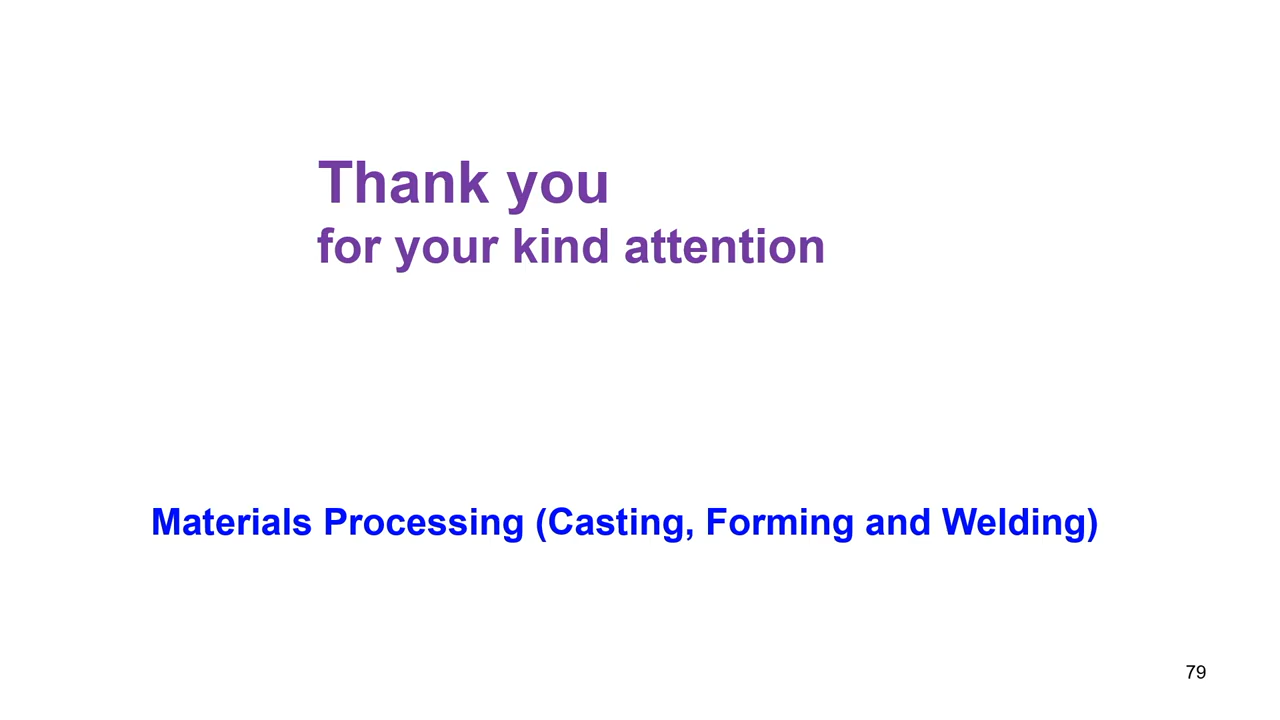 Thank you
for your kind attention
Materials Processing (Casting, Forming and Welding)
79